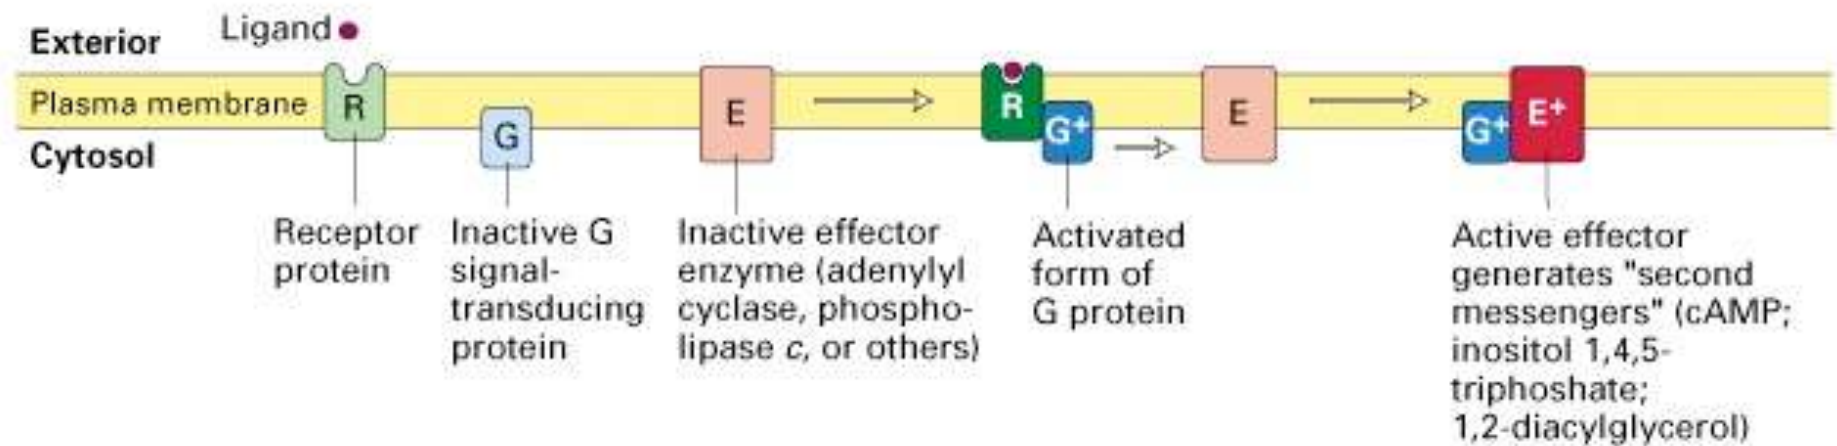 Exterior
Ligand
Plasma membrane
Cytosol
R
G
E
R
G+
E
G+
E+
Receptor
protein
Inactive G
signal-
transducing
protein
Inactive effector
enzyme (adenylyl
cyclase, phospho-
lipase c, or others)
Activated
form of
G protein
Active effector
generates "second
messengers" (cAMP;
inositol 1,4,5-
triphoshate;
1,2-diacylglycerol)